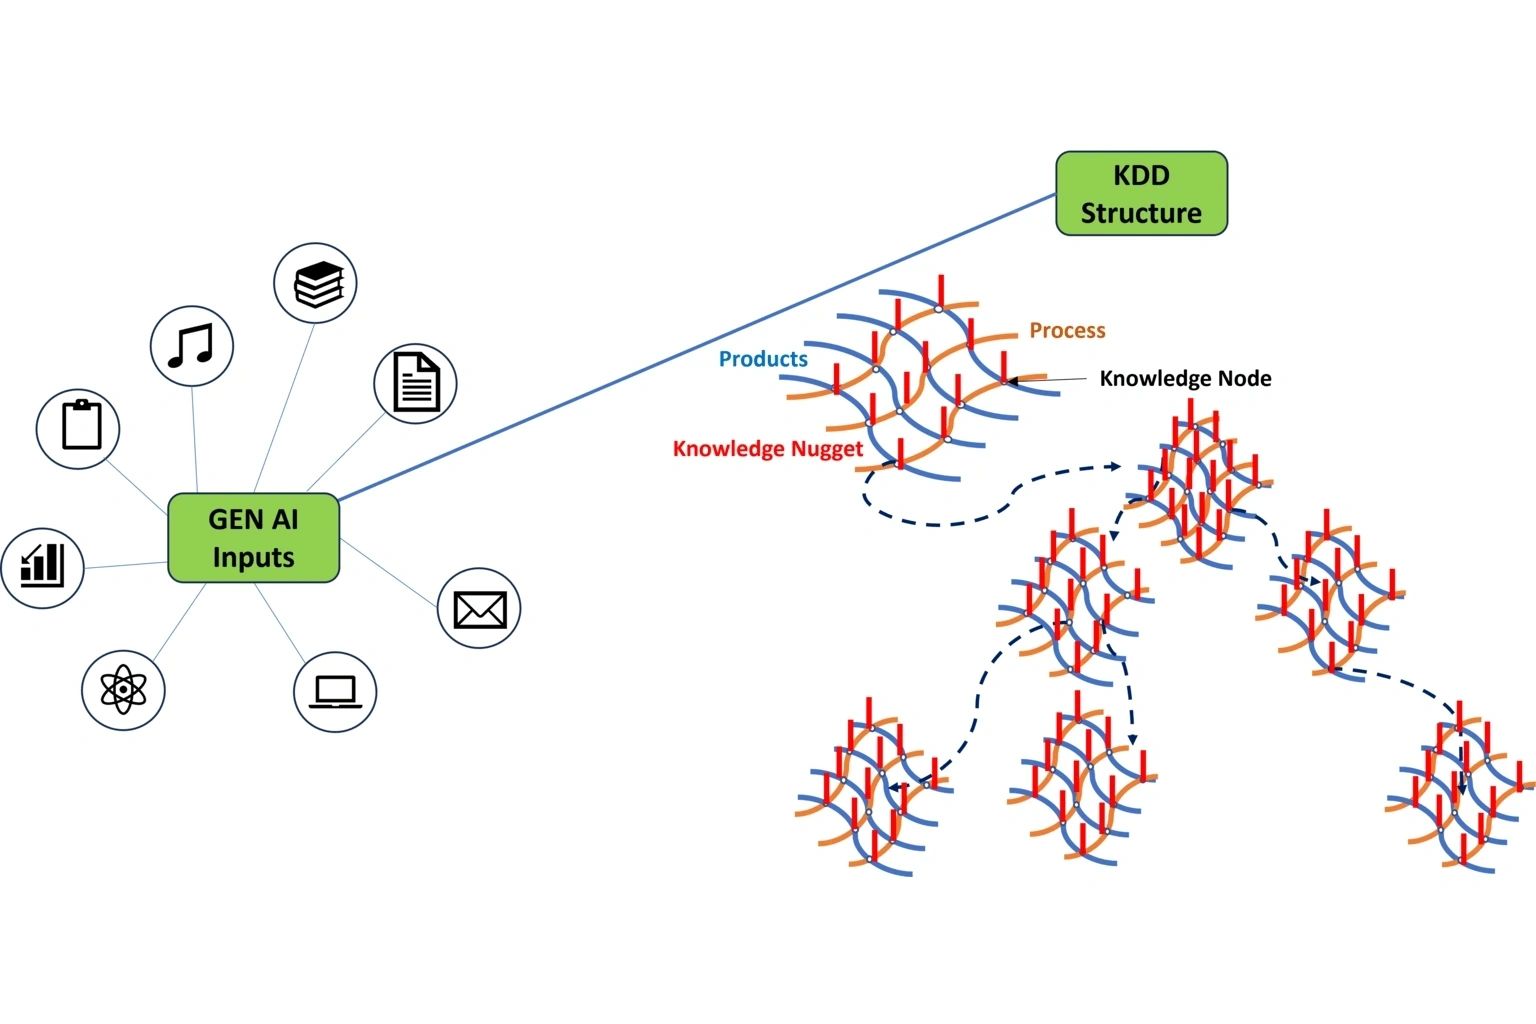 KDD
Structure
Process
Products
Knowledge Node
Knowledge Nugget
GEN AI
Inputs